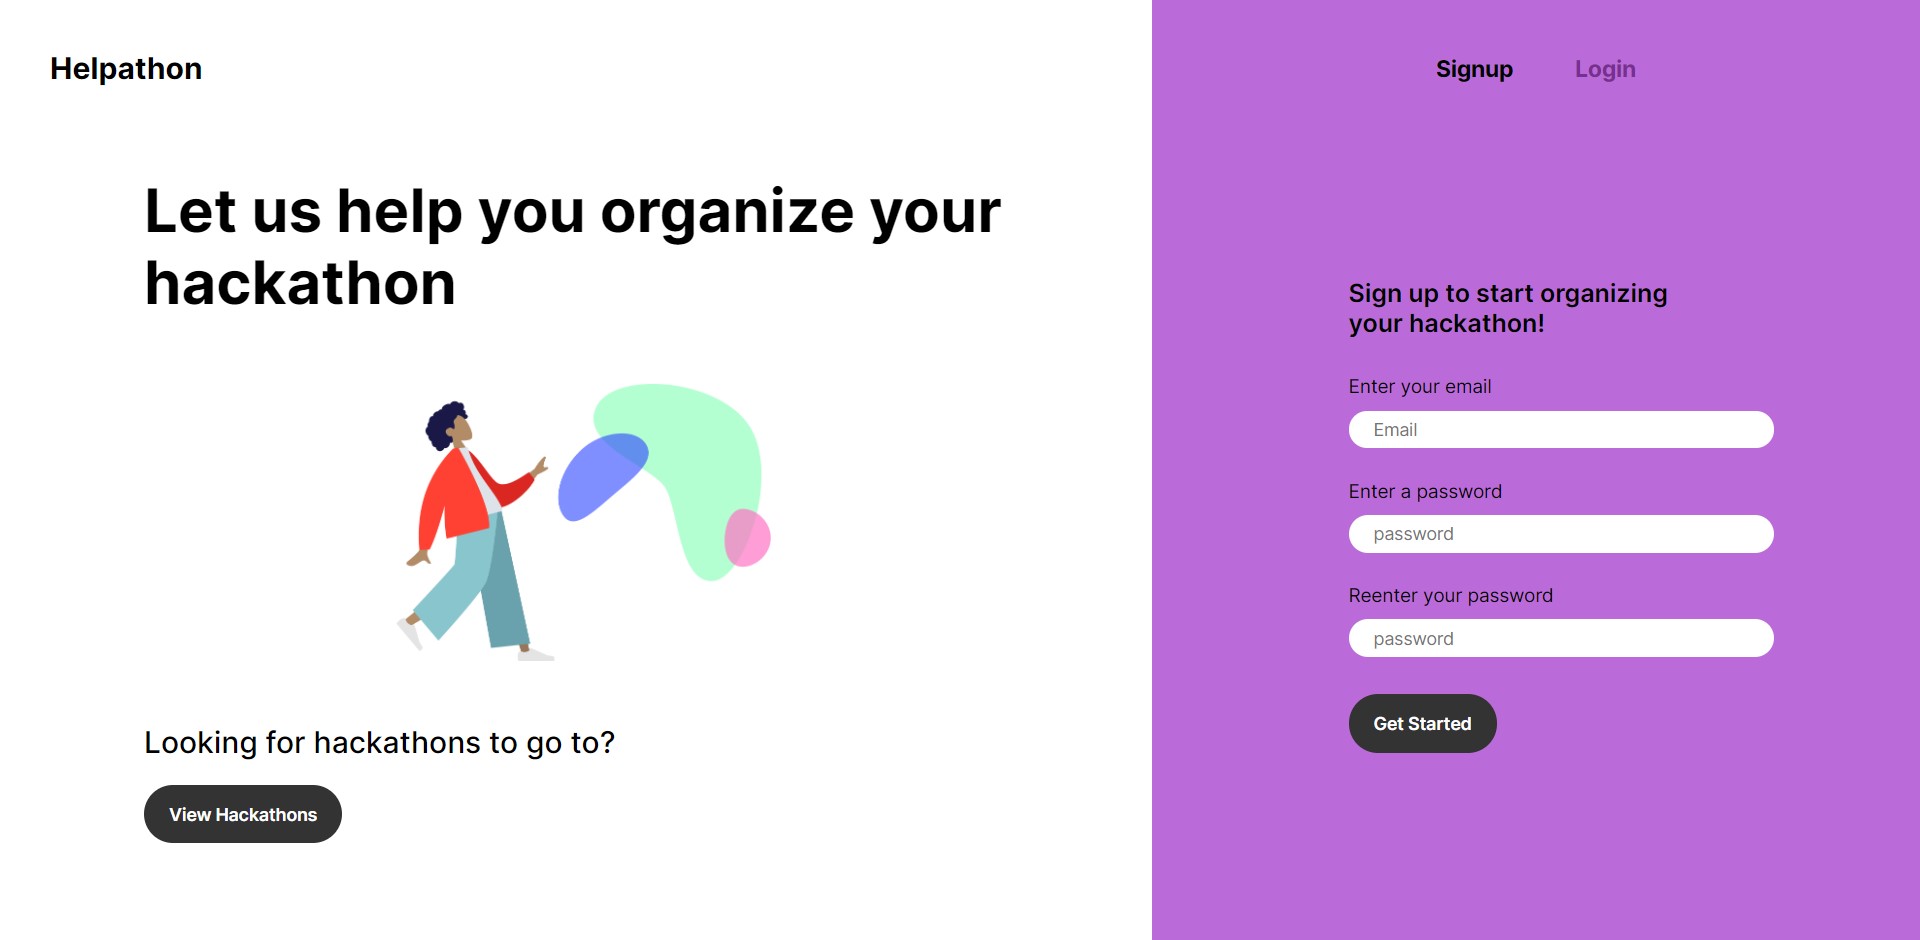 Helpathon
Signup
Login
Let us help you organize your
hackathon
Looking for hackathons to go to?
View Hackathons
Sign up to start organizing
your hackathon!
Enter your email
Email
Enter a password
password
Reenter your password
password
Get Started